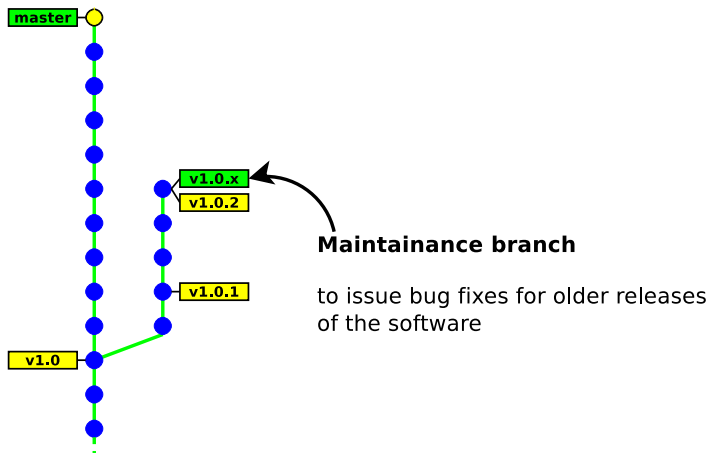 master
v1.0.x
v1.0.2
Maintainance branch
v1.0.1
to issue bug fixes for older releases
of the software
v1.0